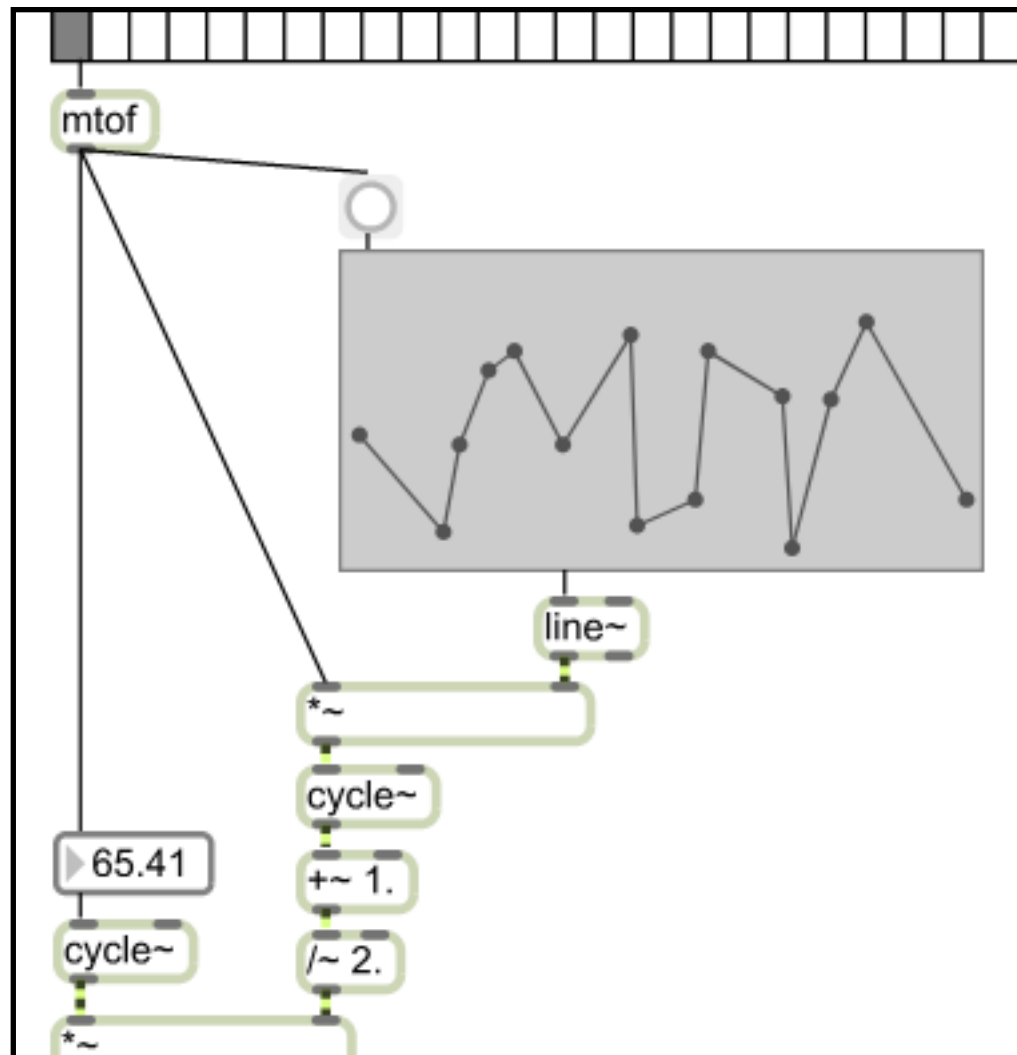 mtof
line~
*~
cycle~
65.41
+~ 1.
cycle~
/~ 2.
*~